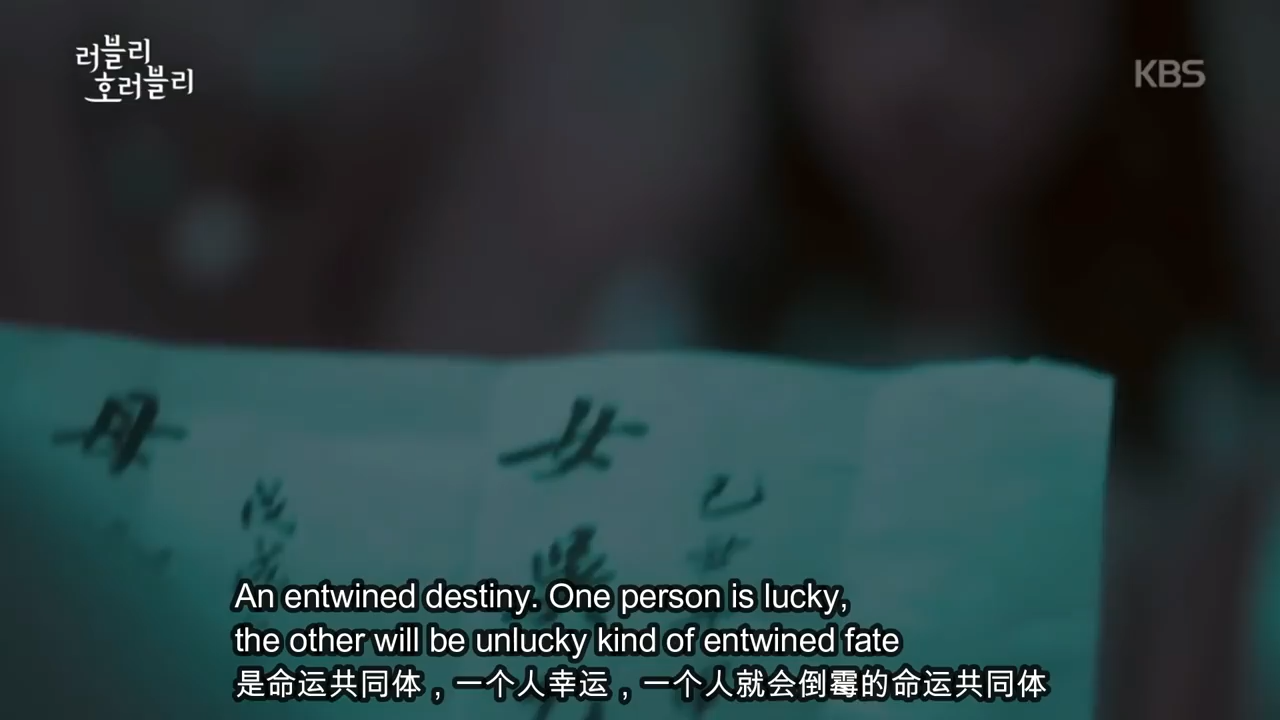 러블리
호러블리
KBS
母
女
An entwined destiny. One person is lucky,
the other will be unlucky kind of entwined fate
是命运共同体，一个人幸运，一个人就会倒霉的命运共同体